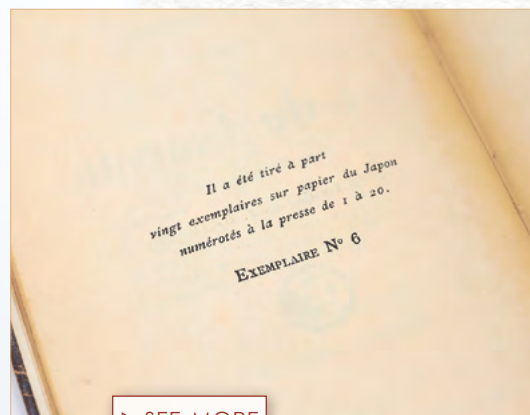 Il a été tiré à part
vingt exemplaires sur papier du Japon
numérotés à la presse de 1 à 20.
EXEMPLAIRE Nº 6
SEE MORE